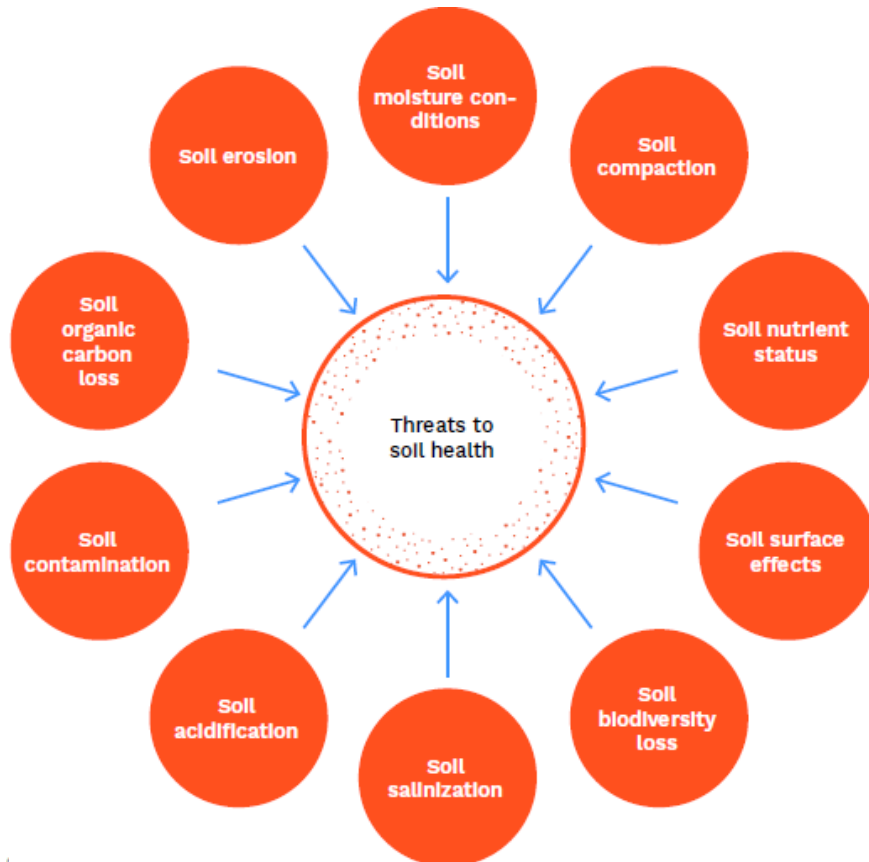 Soil
moisture con-
ditions
Soil
compaction
Soil nutrient
status
Soil surface
effects
Soil
biodiversity
loss
Soil
salinization
Soil
acidification
Soil
contamination
Soil
organic
carbon
loss
Soil erosion
Threats to
soil health